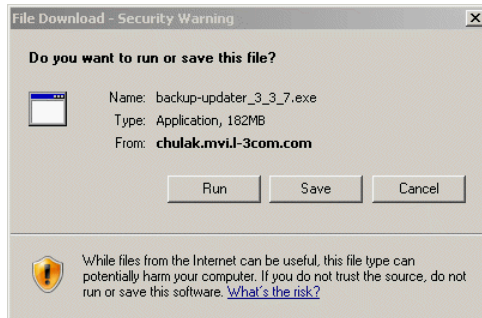 File Download - Security Warning
Do you want to run or save this file?
Name: backup-updater_3_3_7.exe
Type: Application, 182MB
From: chulak.mvi.l-3com.com
Run Save Cancel
While files from the Internet can be useful, this file type can
potentially harm your computer. If you do not trust the source, do not
run or save this software. What's the risk?